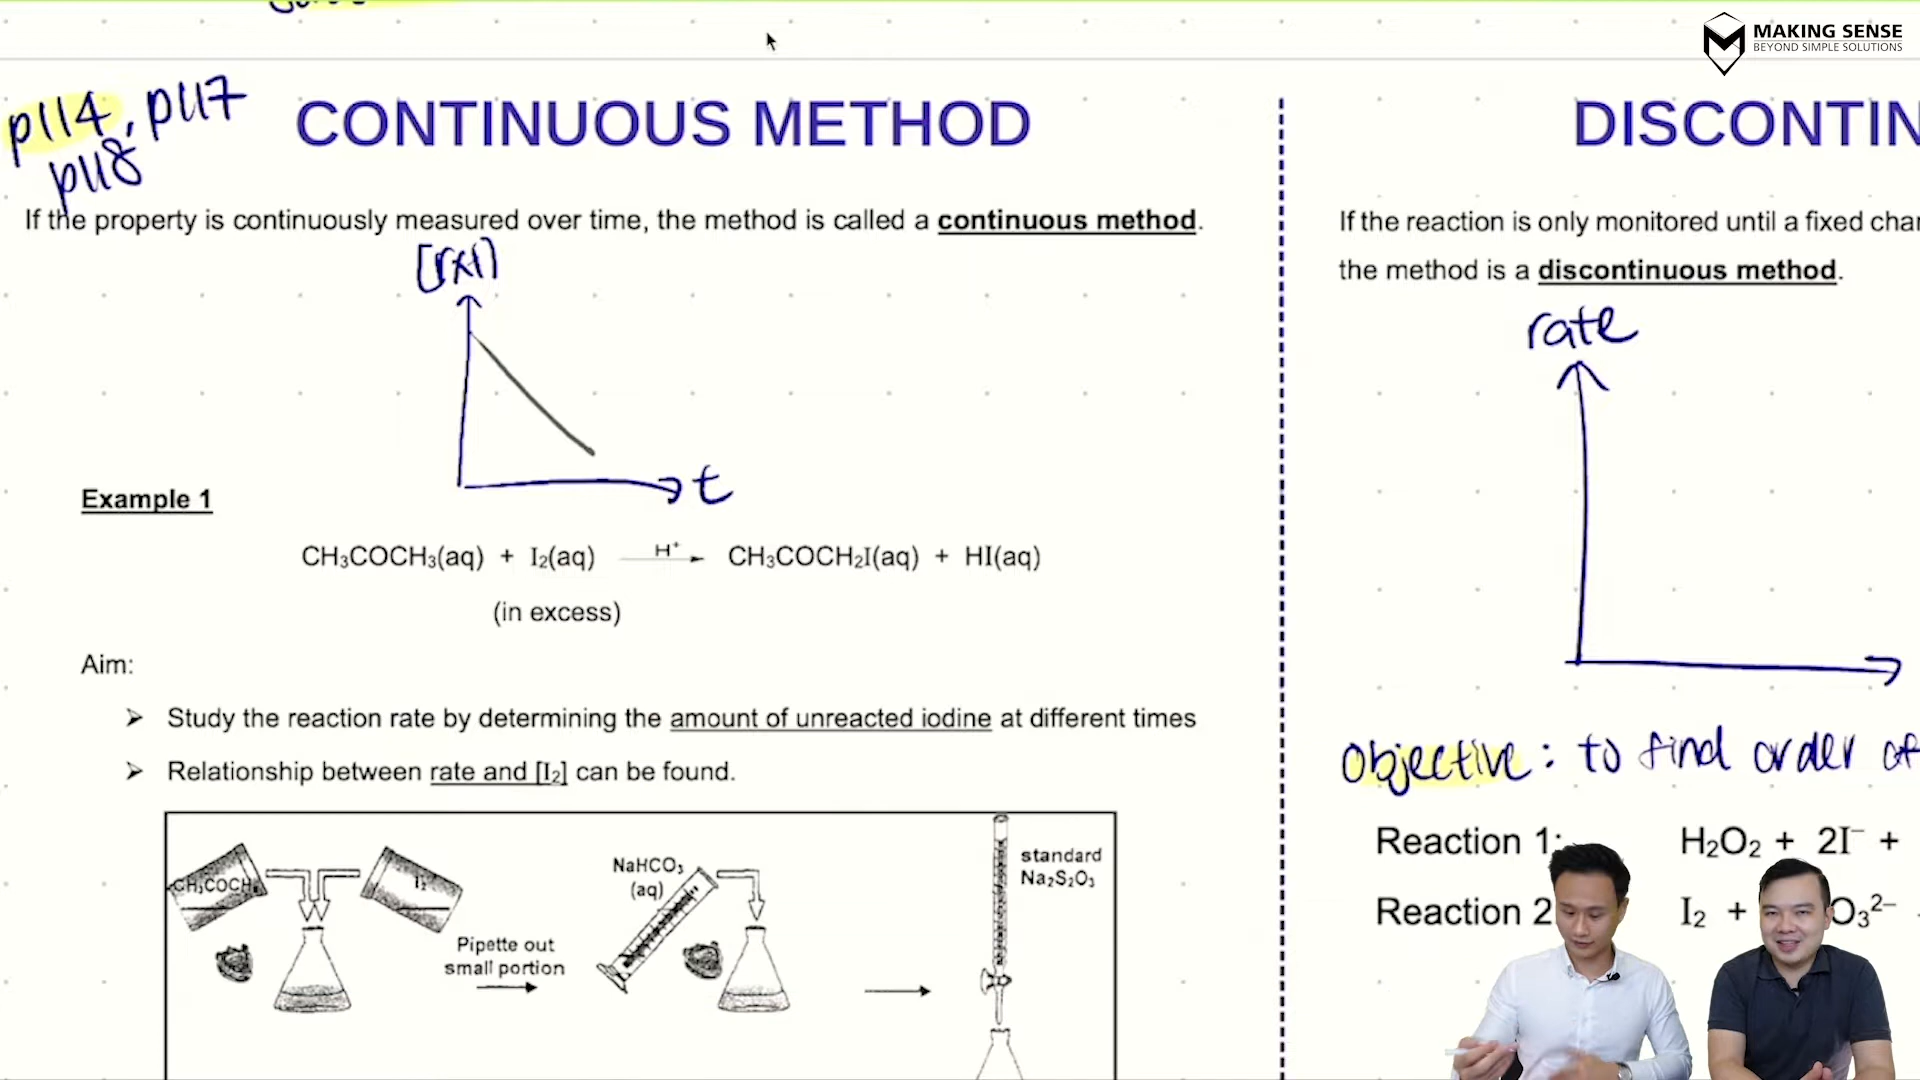 MAKING SENSE
BEYOND SIMPLE SOLUTIONS
p114, p117
p118
CONTINUOUS METHOD
If the property is continuously measured over time, the method is called a continuous method.
[rxt]
t
Example 1
CH₃COCH₃(aq) + I₂(aq) H⁺ CH₃COCH₂I(aq) + HI(aq)
(in excess)
Aim:
➤ Study the reaction rate by determining the amount of unreacted iodine at different times
➤ Relationship between rate and [I₂] can be found.
CH₃COCH₃
I₂
Pipette out
small portion
NaHCO₃
(aq)
standard
Na₂S₂O₃
DISCONTIN
If the reaction is only monitored until a fixed
the method is a discontinuous method.
rate
Objective: to find order of
Reaction 1: H₂O₂ + 2I⁻ +
Reaction 2 I₂ + O₃²⁻